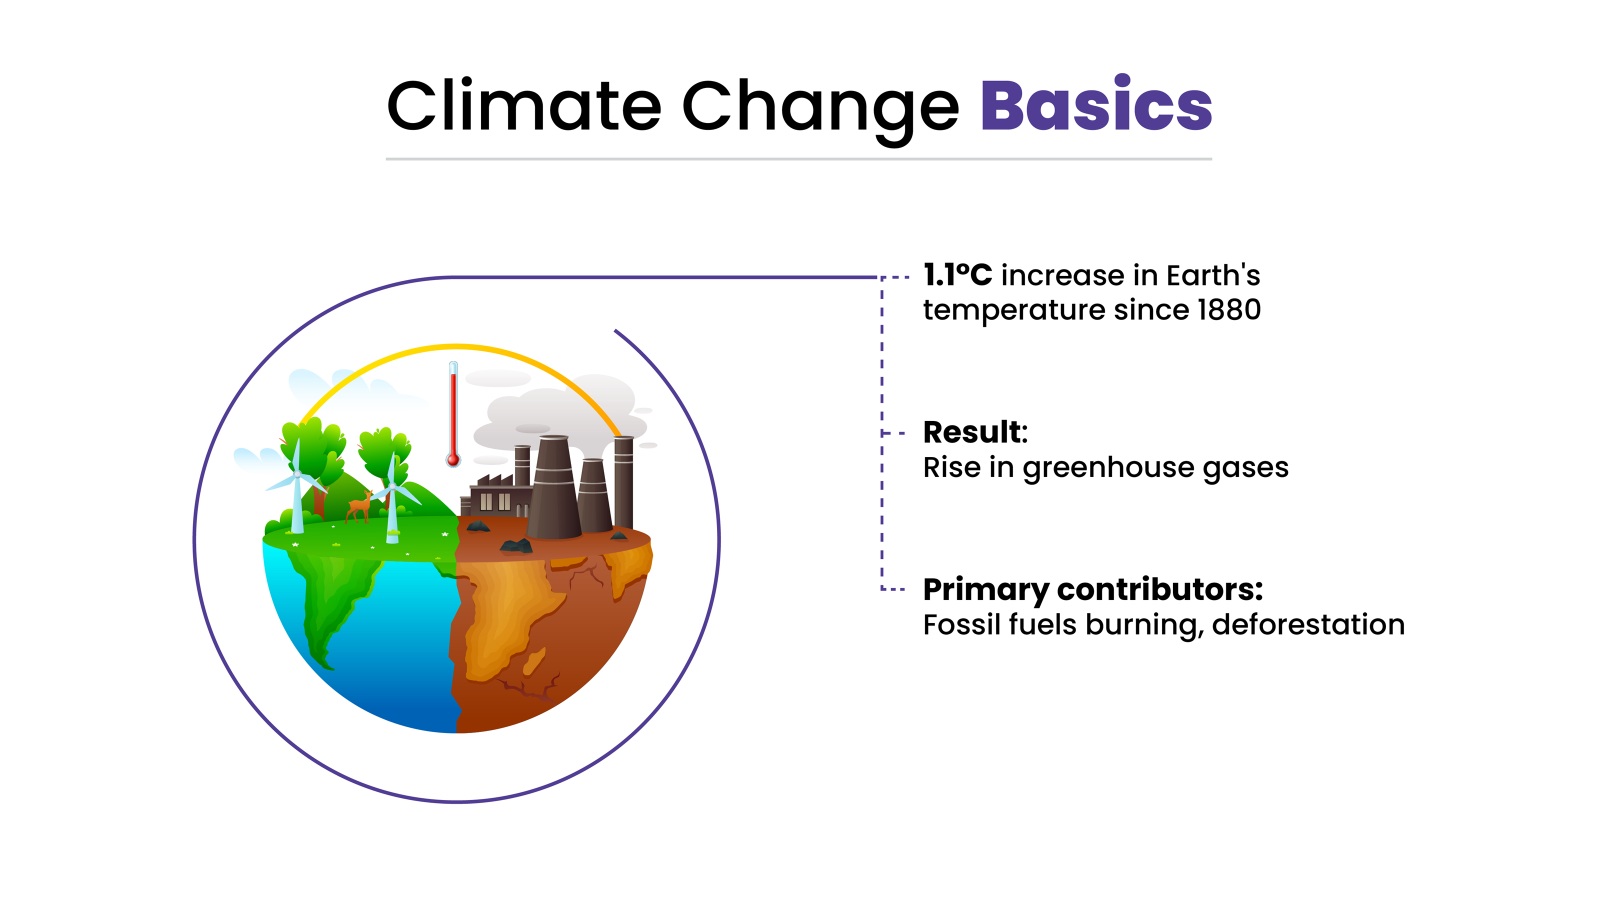 Climate Change Basics
1.1°C increase in Earth's
temperature since 1880
Result:
Rise in greenhouse gases
Primary contributors:
Fossil fuels burning, deforestation